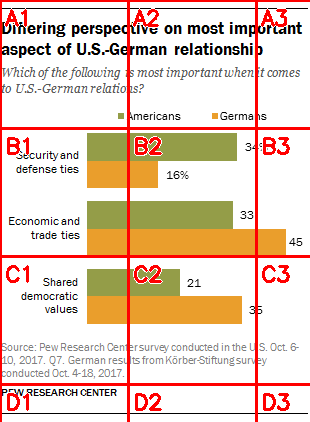 Differing perspective on most important
aspect of U.S.-German relationship
Which of the following is most important when it comes
to U.S.-German relations?
Americans Germans
Security and
defense ties
34%
16%
Economic and
trade ties
33
45
Shared
democratic
values
21
35
Source: Pew Research Center survey conducted in the U.S. Oct. 6-
10, 2017. Q7. German results from Körber-Stiftung survey
conducted Oct. 4-18, 2017.
PEW RESEARCH CENTER
A1 A2 A3
B1 B2 B3
C1 C2 C3
D1 D2 D3